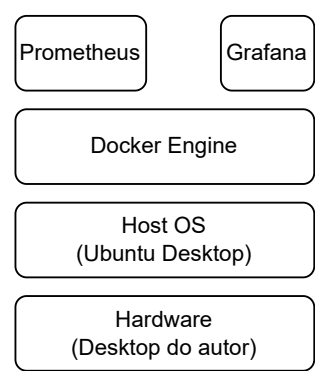 Prometheus
Grafana
Docker Engine
Host OS
(Ubuntu Desktop)
Hardware
(Desktop do autor)